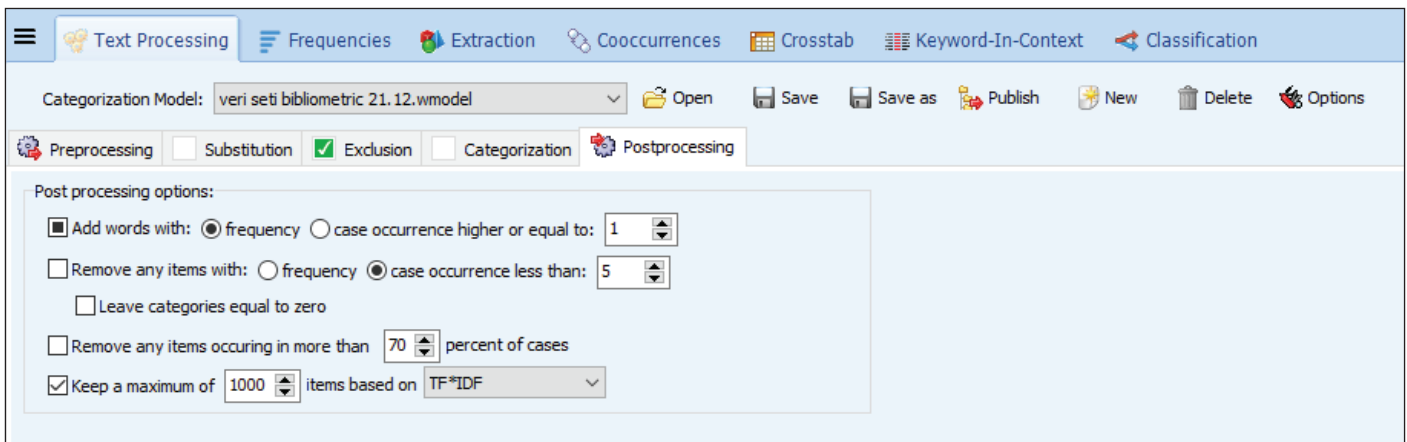 Text Processing Frequencies Extraction Cooccurrences Crosstab Keyword-In-Context Classification
Categorization Model: veri seti bibliometric 21.12.wmodel Open Save Save as Publish New Delete Options
Preprocessing Substitution Exclusion Categorization Postprocessing
Post processing options:
Add words with: frequency case occurrence higher or equal to: 1
Remove any items with: frequency case occurrence less than: 5
Leave categories equal to zero
Remove any items occuring in more than 70 percent of cases
Keep a maximum of 1000 items based on TF*IDF